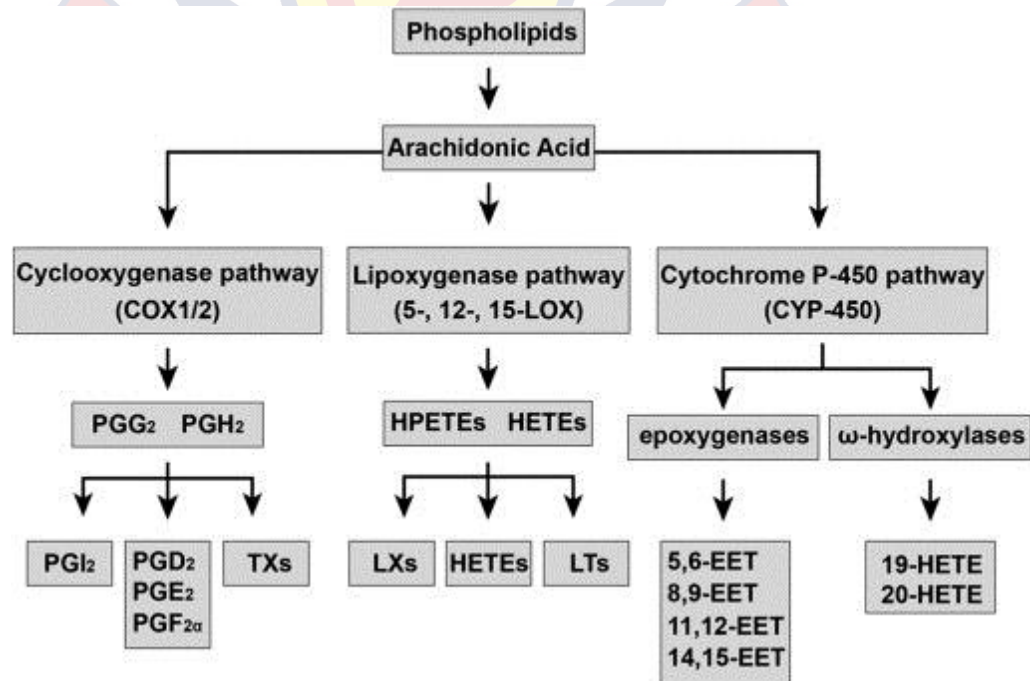 Phospholipids
Arachidonic Acid
Cyclooxygenase pathway
(COX1/2)
Lipoxygenase pathway
(5-, 12-, 15-LOX)
Cytochrome P-450 pathway
(CYP-450)
PGG₂ PGH₂
HPETEs HETEs
epoxygenases
ω-hydroxylases
PGI₂
PGD₂
PGE₂
PGF₂α
TXs
LXs
HETEs
LTs
5,6-EET
8,9-EET
11,12-EET
14,15-EET
19-HETE
20-HETE